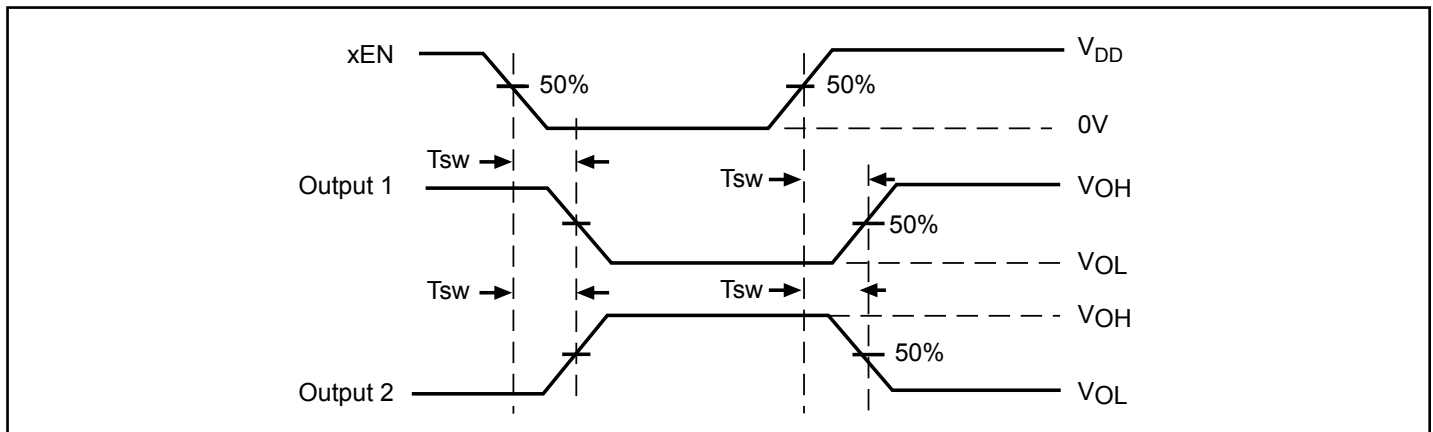 xEN
50%
50%
VDD
0V
Tsw
Tsw
Output 1
VOH
50%
VOL
Tsw
Tsw
VOH
50%
Output 2
VOL